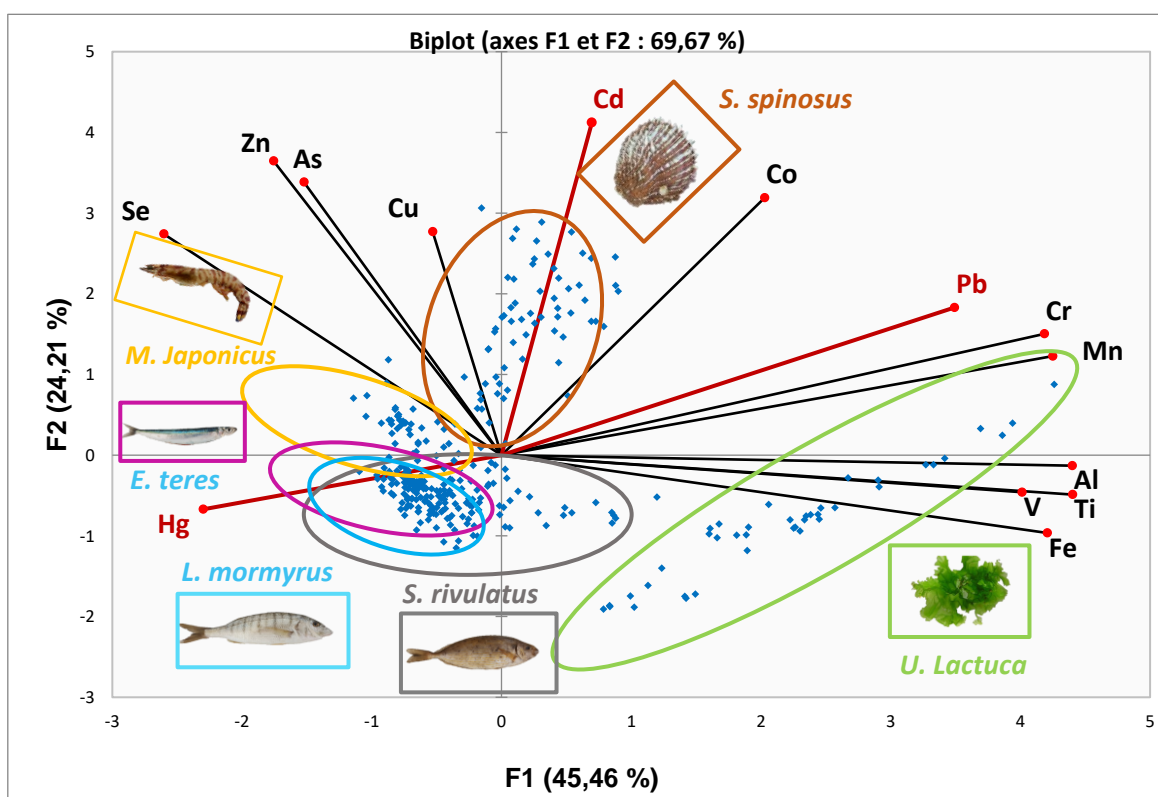 Biplot (axes F1 et F2 : 69,67 %)
5
Cd
S. spinosus
4
Zn
As
Co
3
Se
Cu
2
Pb
Cr
Mn
M. Japonicus
1
F2 (24,21 %)
0
E. teres
Al
V
Ti
Hg
-1
Fe
L. mormyrus
S. rivulatus
-2
U. Lactuca
-3
-3 -2 -1 0 1 2 3 4 5
F1 (45,46 %)